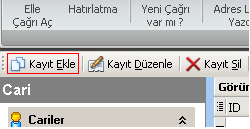 Elle Çağrı Aç
Hatırlatma
Yeni Çağrı var mı ?
Adres
Yazd
Kayıt Ekle
Kayıt Düzenle
Kayıt Sil
Cari
Görün
Cariler
ID